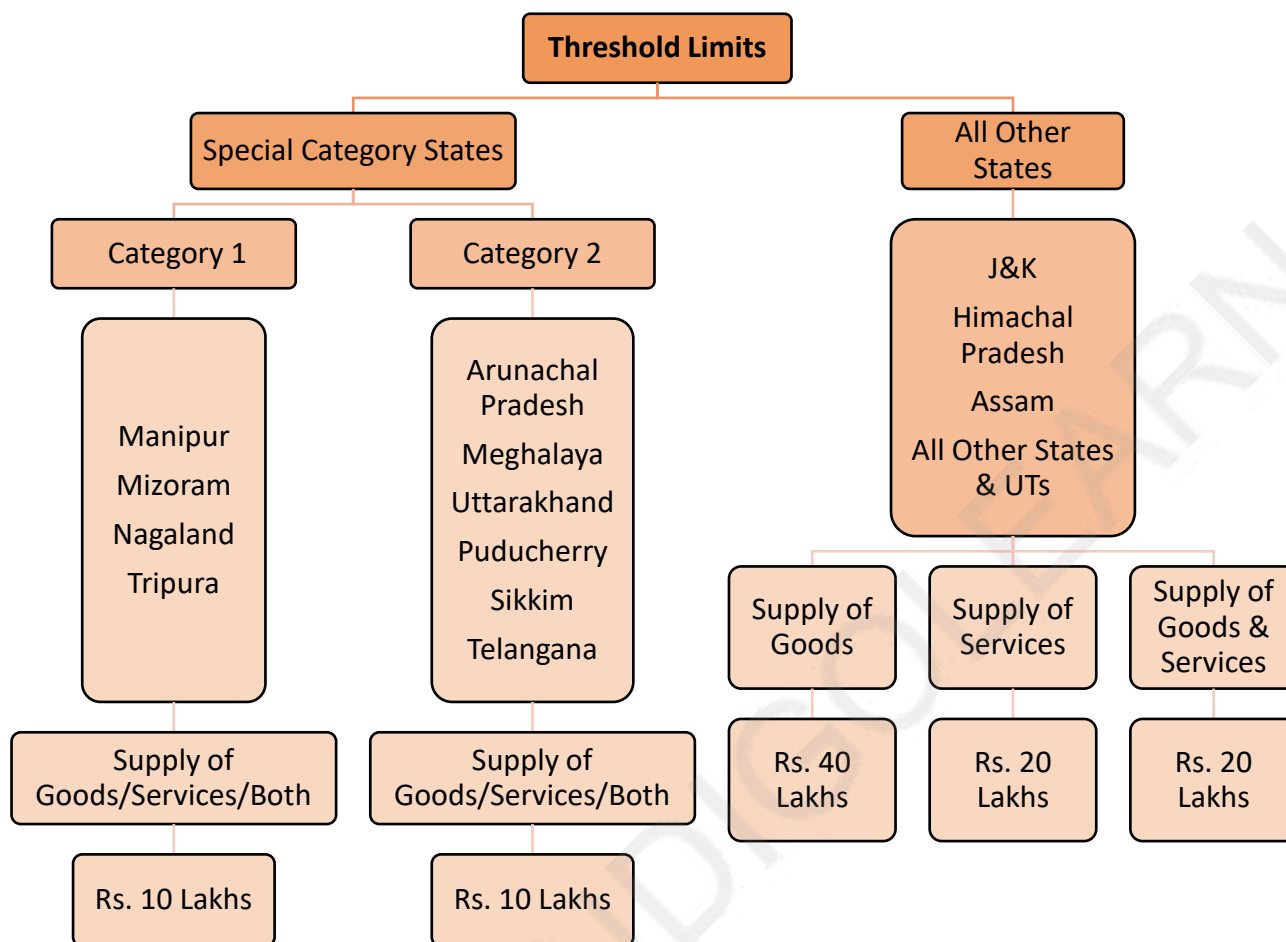 Threshold Limits
Special Category States
All Other
States
Category 1
Category 2
Manipur
Mizoram
Nagaland
Tripura
Arunachal
Pradesh
Meghalaya
Uttarakhand
Puducherry
Sikkim
Telangana
J&K
Himachal
Pradesh
Assam
All Other States
& UTs
Supply of
Goods/Services/Both
Supply of
Goods/Services/Both
Supply of
Goods
Supply of
Services
Supply of
Goods &
Services
Rs. 10 Lakhs
Rs. 10 Lakhs
Rs. 40
Lakhs
Rs. 20
Lakhs
Rs. 20
Lakhs